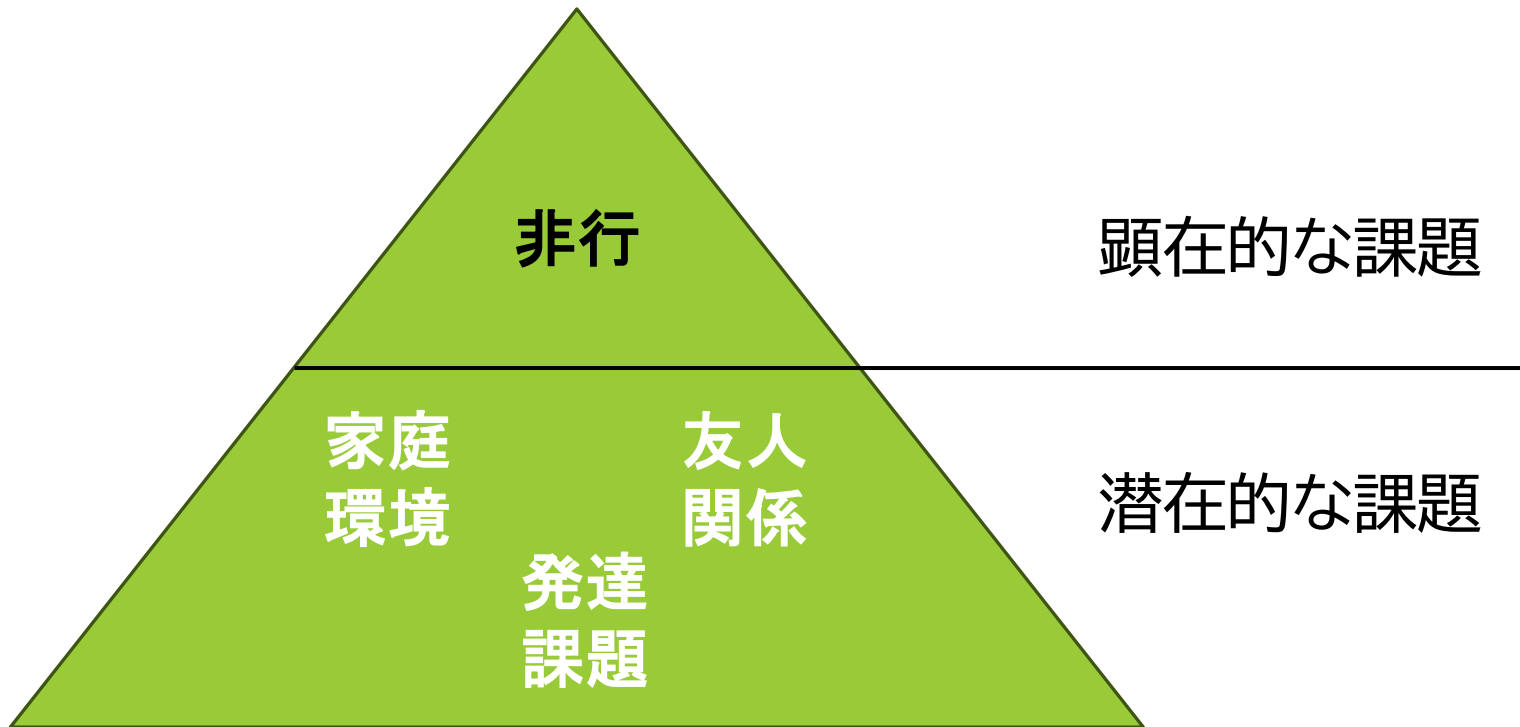 非行
顕在的な課題
家庭
環境
友人
関係
発達
課題
潜在的な課題